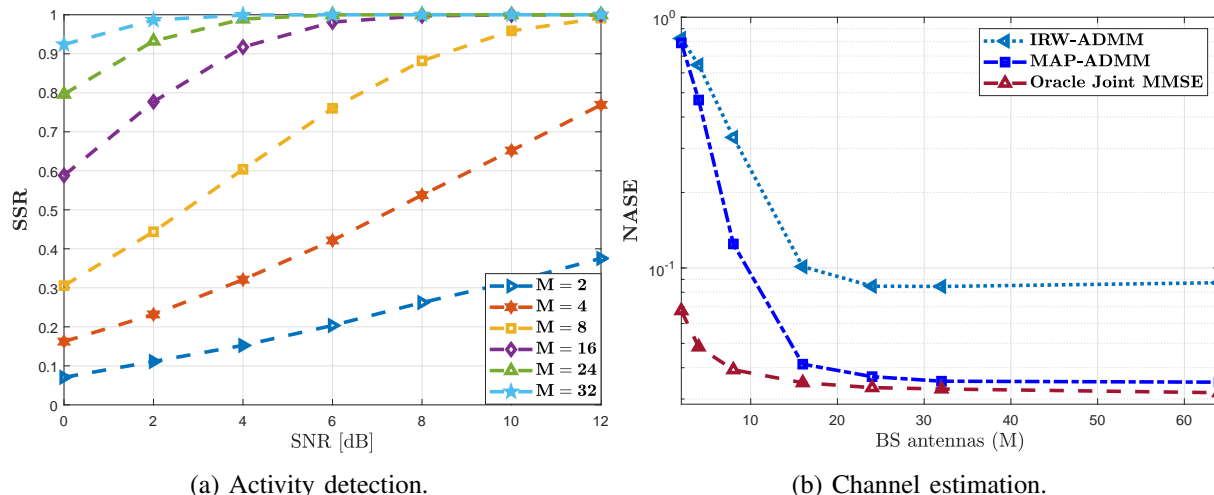 1
0.9
0.8
0.7
0.6
0.5
0.4
0.3
0.2
0.1
0
SSR
0 2 4 6 8 10 12
SNR [dB]
M = 2
M = 4
M = 8
M = 16
M = 24
M = 32
(a) Activity detection.
10^0
10^-1
NASE
10 20 30 40 50 60
BS antennas (M)
IRW-ADMM
MAP-ADMM
Oracle Joint MMSE
(b) Channel estimation.